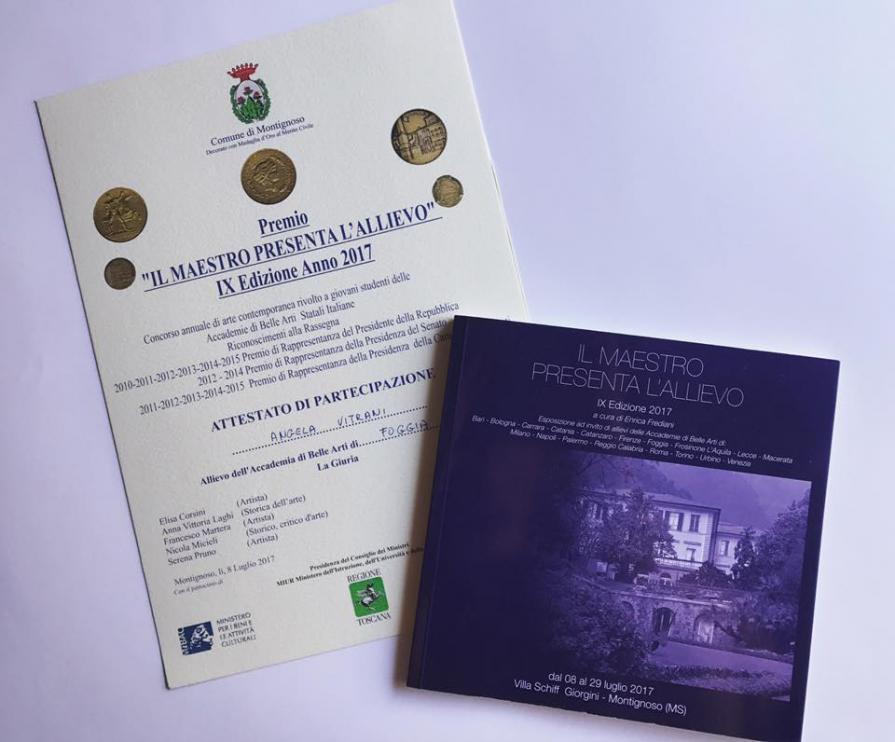 Comune di Montignoso
Decorato con Medaglia d'Oro al Merito Civile
Premio
"IL MAESTRO PRESENTA L'ALLIEVO"
IX Edizione Anno 2017
Concorso annuale di arte contemporanea rivolto a giovani studenti delle
Accademie di Belle Arti Statali Italiane
Riconoscimenti alla Rassegna
2010-2011-2012-2013-2014-2015 Premio di Rappresentanza del Presidente della Repubblica
2012 - 2014 Premio di Rappresentanza della Presidenza del Senato
2011-2012-2013-2014-2015 Premio di Rappresentanza della Presidenza della
ATTESTATO DI PARTECIPAZIONE
ANGELA VITRANI
Allievo dell'Accademia di Belle Arti di FOGGIA
La Giuria
Elisa Corsini (Artista)
Anna Vittoria Laghi (Storica dell'arte)
Francesco Martera (Artista)
Nicola Micieli (Storico, critico d'arte)
Serena Pruno (Artista)
Montignoso, li, 8 Luglio 2017
Con il patrocinio di
Presidenza del Consiglio dei Ministri
MIUR Ministero dell'Istruzione, dell'Università e della
MINISTERO
PER I BENI E
LE ATTIVITÀ
CULTURALI
REGIONE
TOSCANA
IL MAESTRO
PRESENTA L'ALLIEVO
IX Edizione 2017
a cura di Enrica Frediani
Esposizione ad invito di allievi delle Accademie di Belle Arti di:
Bari - Bologna - Carrara - Catania - Catanzaro - Firenze - Foggia - Frosinone L'Aquila - Lecce - Macerata
Milano - Napoli - Palermo - Reggio Calabria - Roma - Torino - Urbino - Venezia
dal 08 al 29 luglio 2017
Villa Schiff Giorgini - Montignoso (MS)